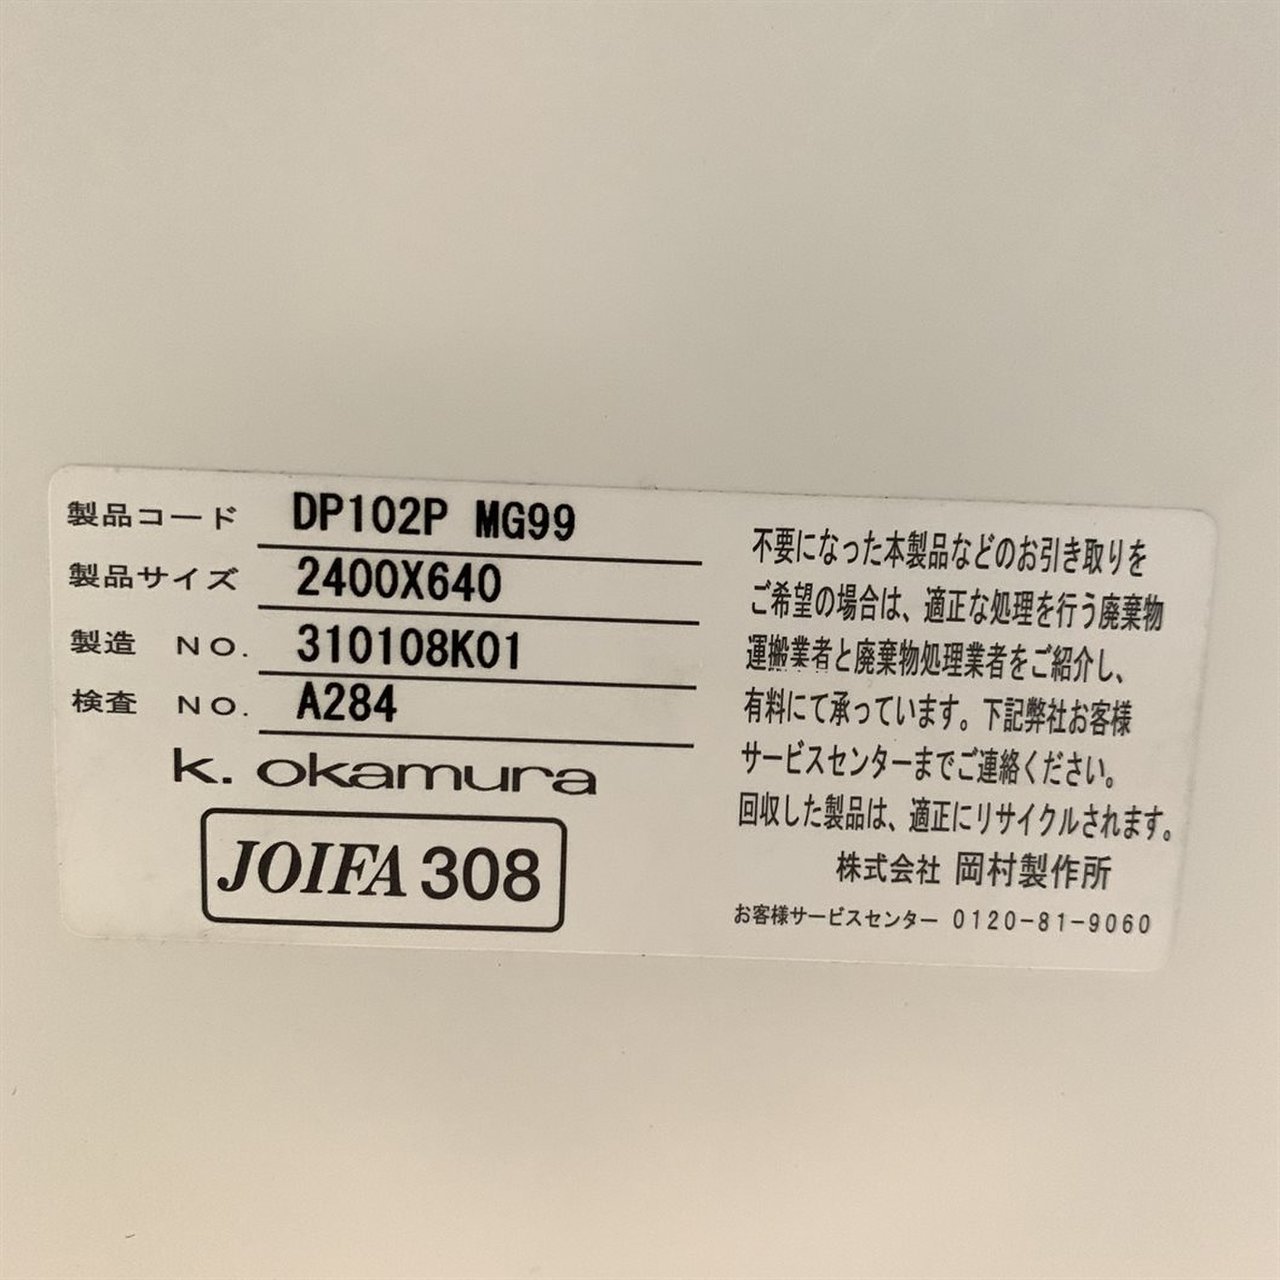 製品コード DP102P MG99
製品サイズ 2400X640
製造 NO. 310108K01
検査 NO. A284
k. okamura
JOIFA 308
不要になった本製品などのお引き取りを
ご希望の場合は、適正な処理を行う廃棄物
運搬業者と廃棄物処理業者をご紹介し、
有料にて承っています。下記弊社お客様
サービスセンターまでご連絡ください。
回収した製品は、適正にリサイクルされます。
株式会社 岡村製作所
お客様サービスセンター 0120-81-9060